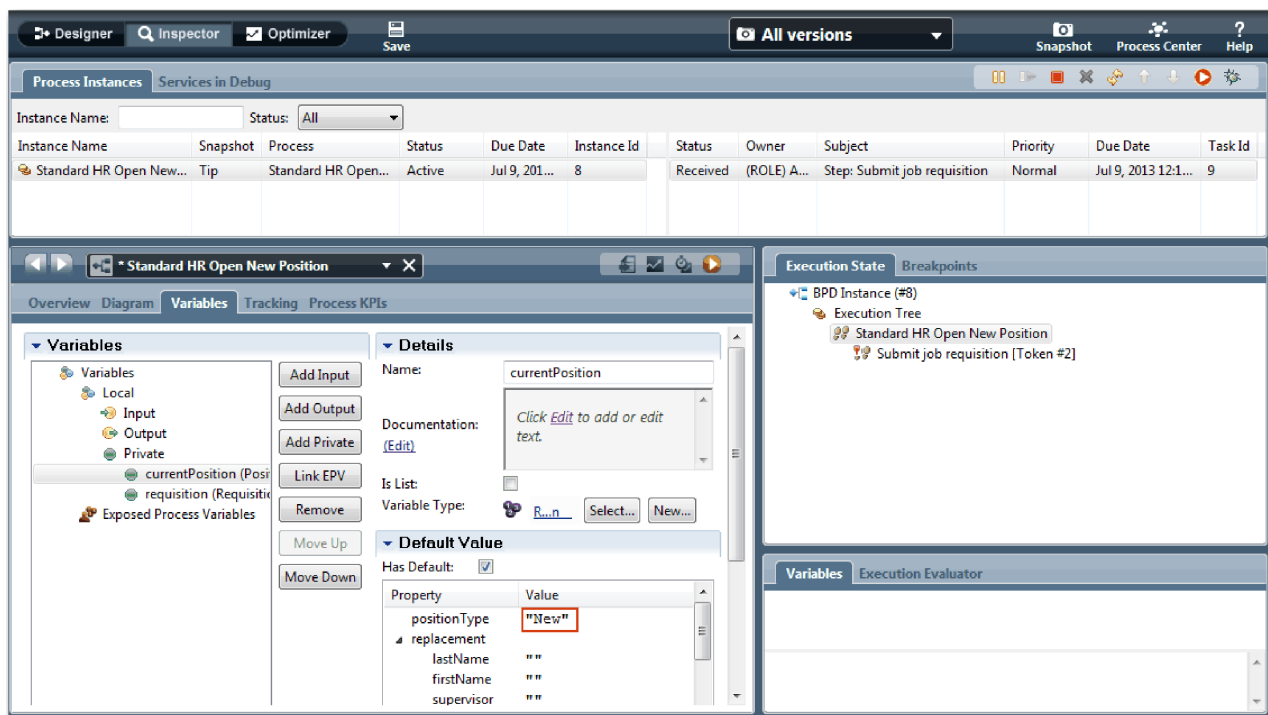 Designer Inspector Optimizer Save All versions Snapshot Process Center ? Help
Process Instances Services in Debug
Instance Name: Status: All
Instance Name Snapshot Process Status Due Date Instance Id Status Owner Subject Priority Due Date Task Id
Standard HR Open New... Tip Standard HR Open... Active Jul 9, 201... 8 Received (ROLE) A... Step: Submit job requisition Normal Jul 9, 2013 12:1... 9
* Standard HR Open New Position
Overview Diagram Variables Tracking Process KPIs
Variables
Variables
Local
Input
Output
Private
currentPosition (Posi
requisition (Requisitio
Exposed Process Variables
Add Input
Add Output
Add Private
Link EPV
Remove
Move Up
Move Down
Details
Name: currentPosition
Documentation:
(Edit)
Click Edit to add or edit
text.
Is List:
Variable Type: R...n Select... New...
Default Value
Has Default:
Property Value
positionType "New"
replacement
lastName ""
firstName ""
supervisor ""
Execution State Breakpoints
BPD Instance (#8)
Execution Tree
Standard HR Open New Position
Submit job requisition [Token #2]
Variables Execution Evaluator